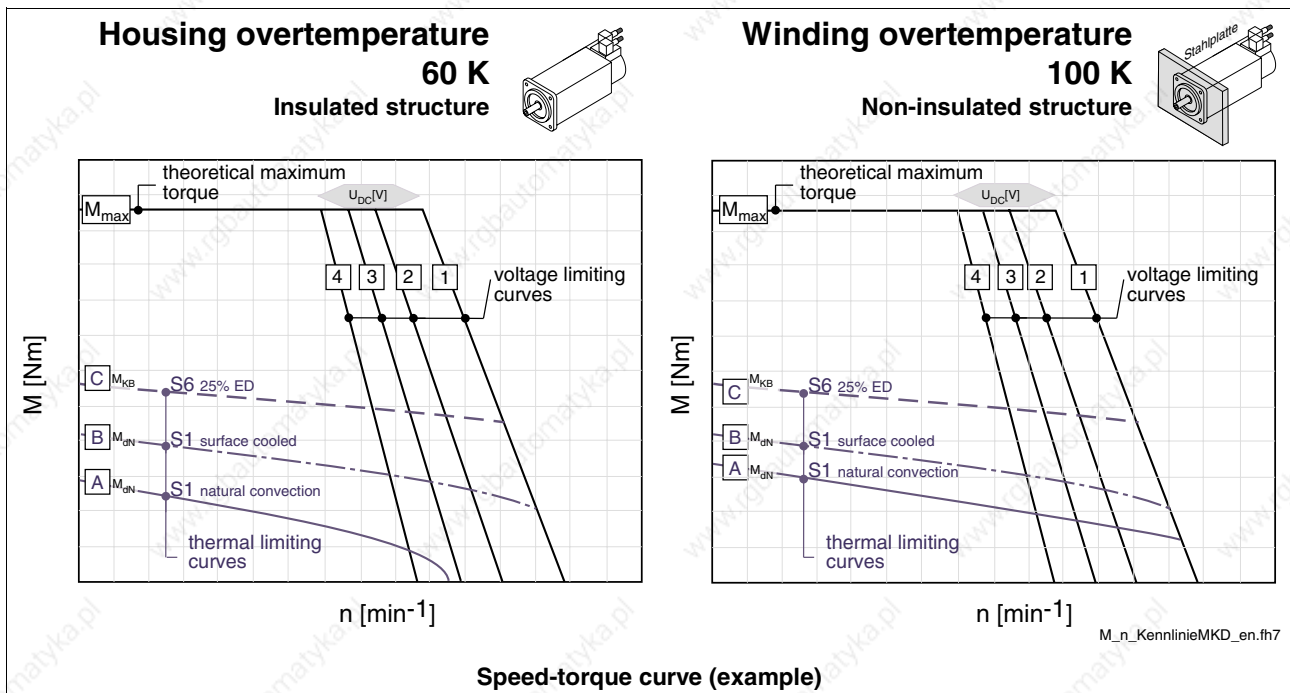 Housing overtemperature
60 K
Insulated structure
theoretical maximum
torque
U_DC[V]
M_max
4 3 2 1
voltage limiting
curves
M [Nm]
C M_KB S6 25% ED
B M_dN S1 surface cooled
A M_dN S1 natural convection
thermal limiting
curves
n [min⁻¹]
Winding overtemperature
100 K
Non-insulated structure
Stahlplatte
theoretical maximum
torque
U_DC[V]
M_max
4 3 2 1
voltage limiting
curves
M [Nm]
C M_KB S6 25% ED
B M_dN S1 surface cooled
A M_dN S1 natural convection
thermal limiting
curves
n [min⁻¹]
M_n_KennlinieMKD_en.fh7
Speed-torque curve (example)
www.rgbautomatyka.pl